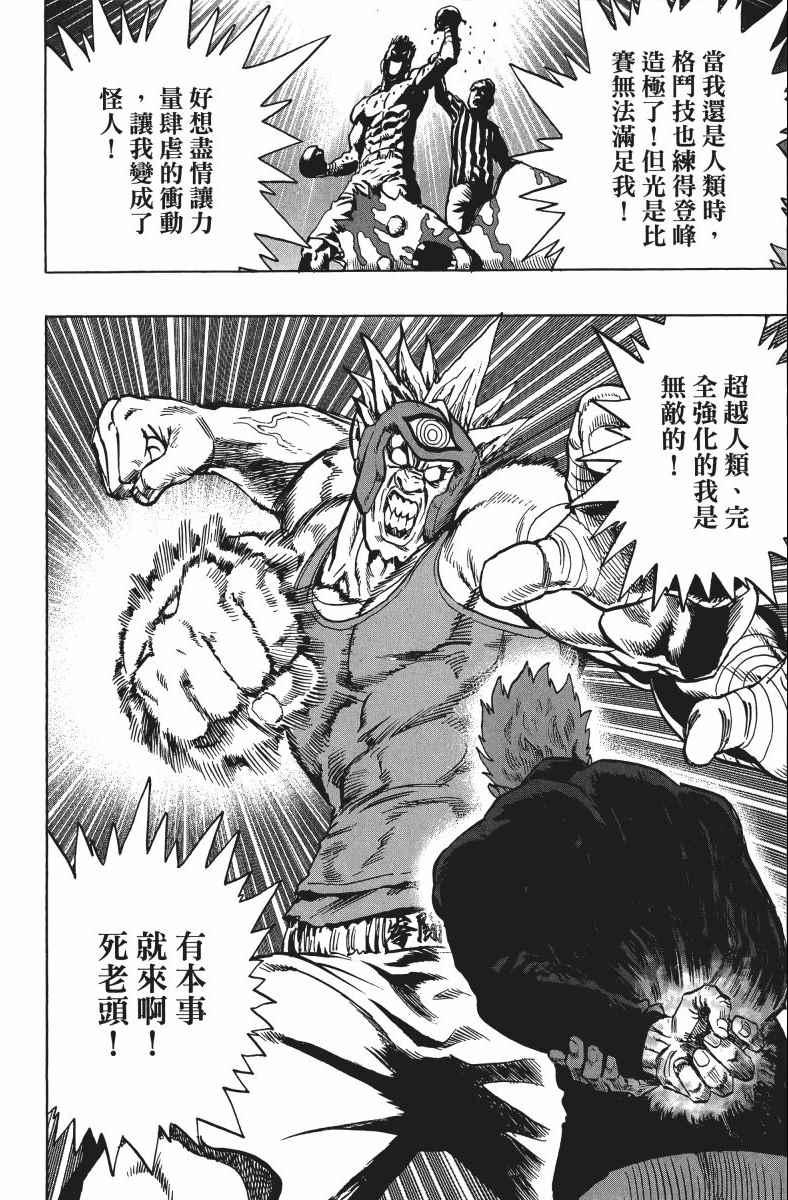 當我還是人類時，
格鬥技也練得登峰
造極了！但光是比
賽無法滿足我！
好想盡情讓力
量肆虐的衝動
，讓我變成了
怪人！
超越人類、完
全強化的我是
無敵的！
有本事
就來啊！
死老頭！